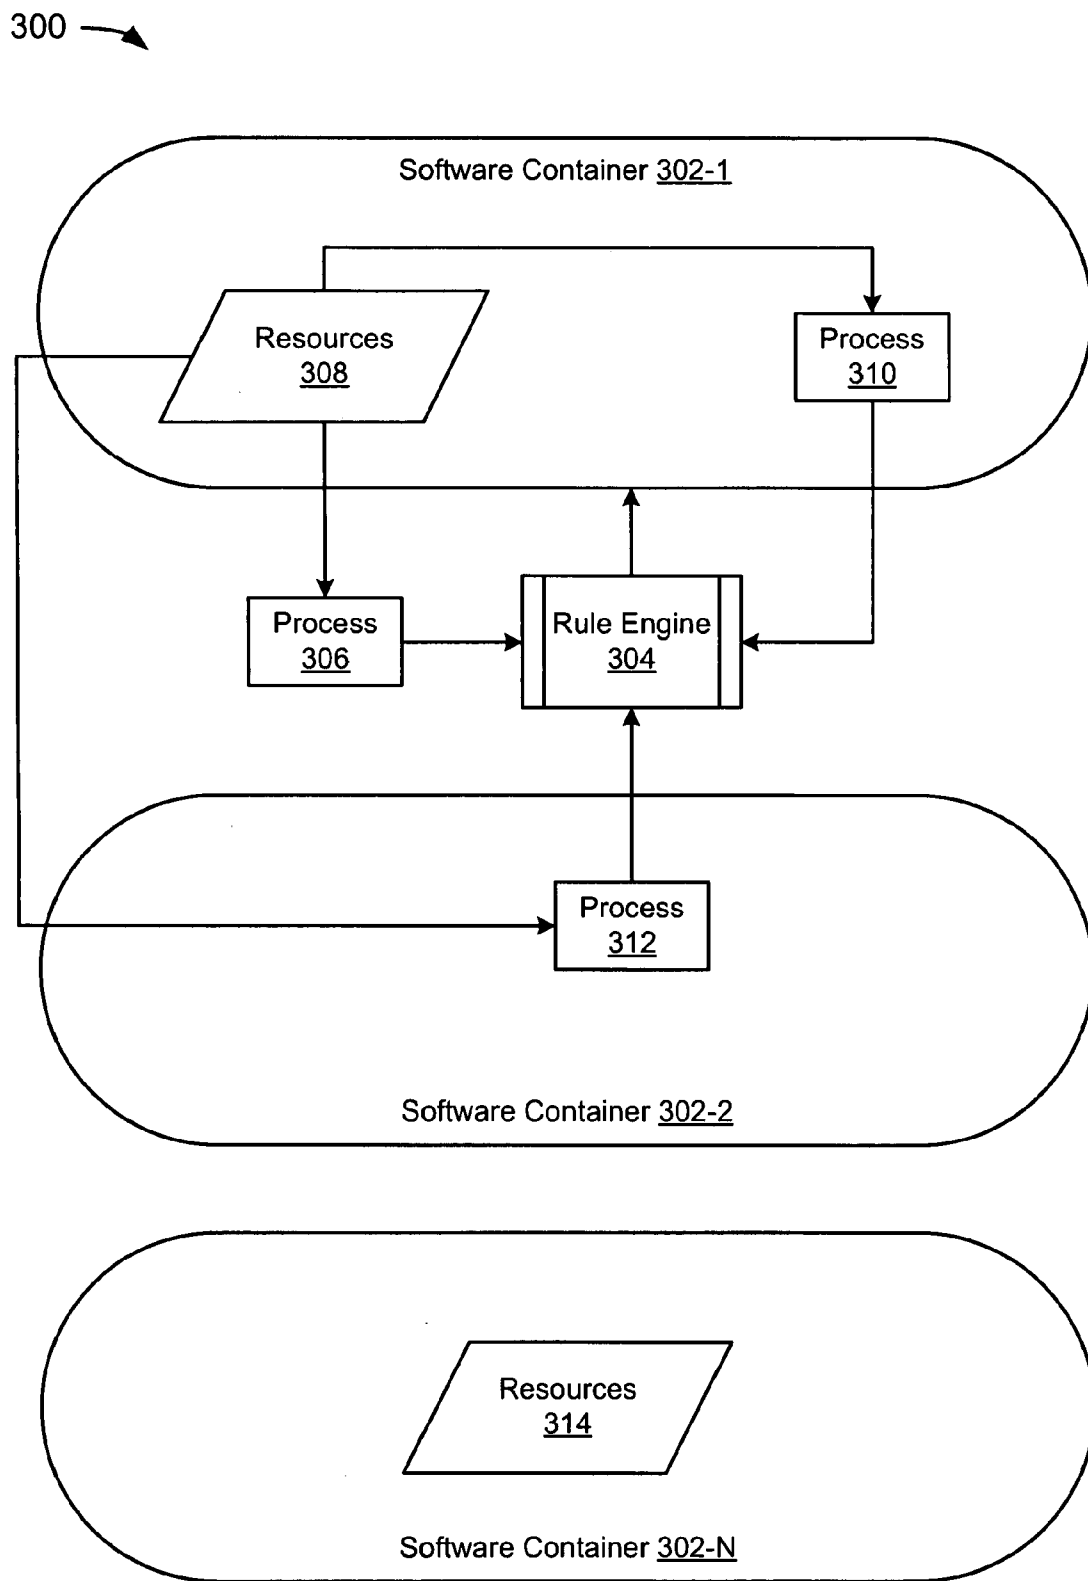 300
Software Container 302-1
Resources
308
Process
310
Process
306
Rule Engine
304
Process
312
Software Container 302-2
Resources
314
Software Container 302-N